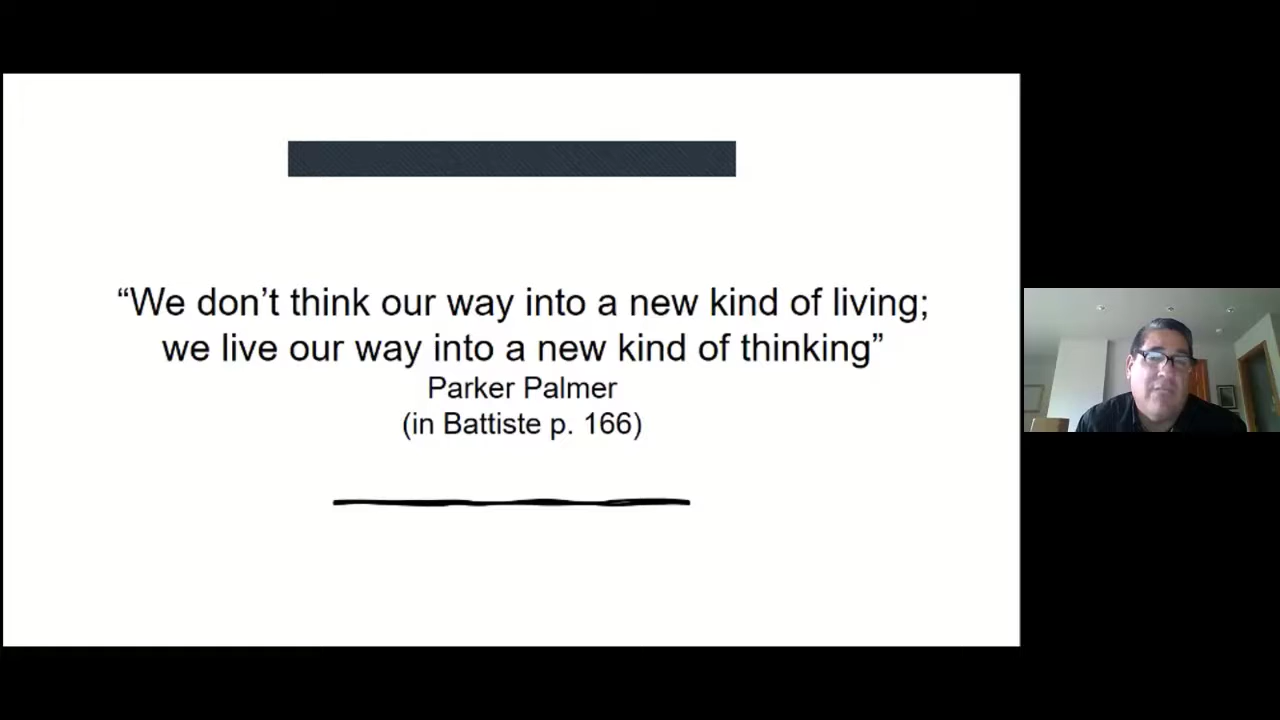 “We don’t think our way into a new kind of living;
we live our way into a new kind of thinking”
Parker Palmer
(in Battiste p. 166)